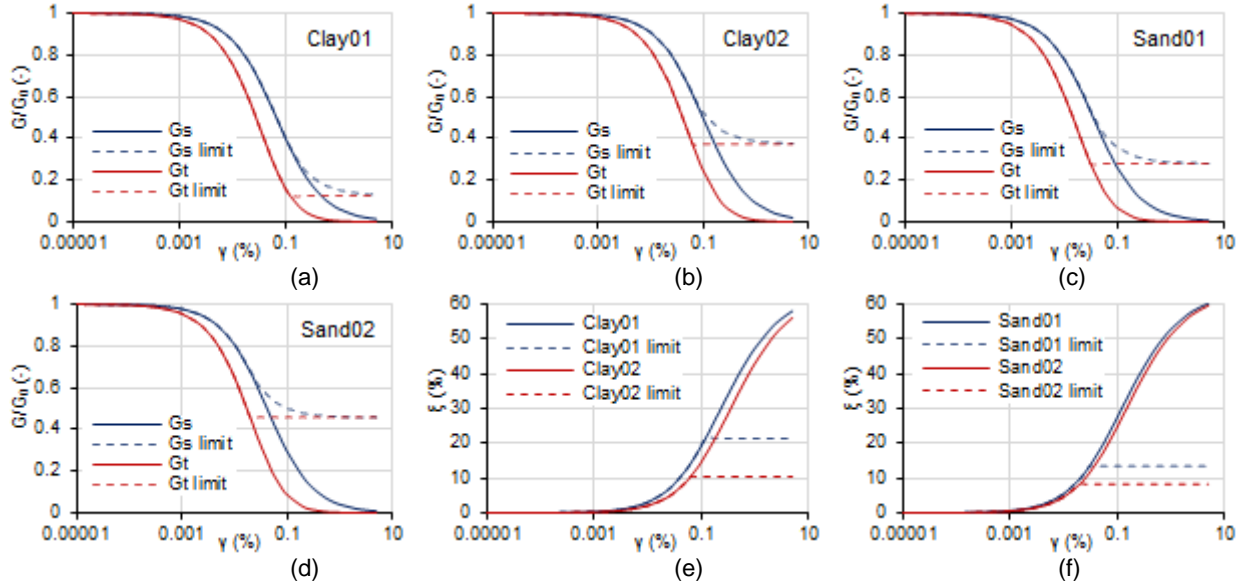 1
0.8
0.6
0.4
0.2
0
G/G₀ (-)
Clay01
Gs
Gs limit
Gt
Gt limit
0.00001 0.001 0.1 10
γ (%)
(a)
1
0.8
0.6
0.4
0.2
0
G/G₀ (-)
Clay02
Gs
Gs limit
Gt
Gt limit
0.00001 0.001 0.1 10
γ (%)
(b)
1
0.8
0.6
0.4
0.2
0
G/G₀ (-)
Sand01
Gs
Gs limit
Gt
Gt limit
0.00001 0.001 0.1 10
γ (%)
(c)
1
0.8
0.6
0.4
0.2
0
G/G₀ (-)
Sand02
Gs
Gs limit
Gt
Gt limit
0.00001 0.001 0.1 10
γ (%)
(d)
60
50
40
30
20
10
0
ξ (%)
Clay01
Clay01 limit
Clay02
Clay02 limit
0.00001 0.001 0.1 10
γ (%)
(e)
60
50
40
30
20
10
0
ξ (%)
Sand01
Sand01 limit
Sand02
Sand02 limit
0.00001 0.001 0.1 10
γ (%)
(f)